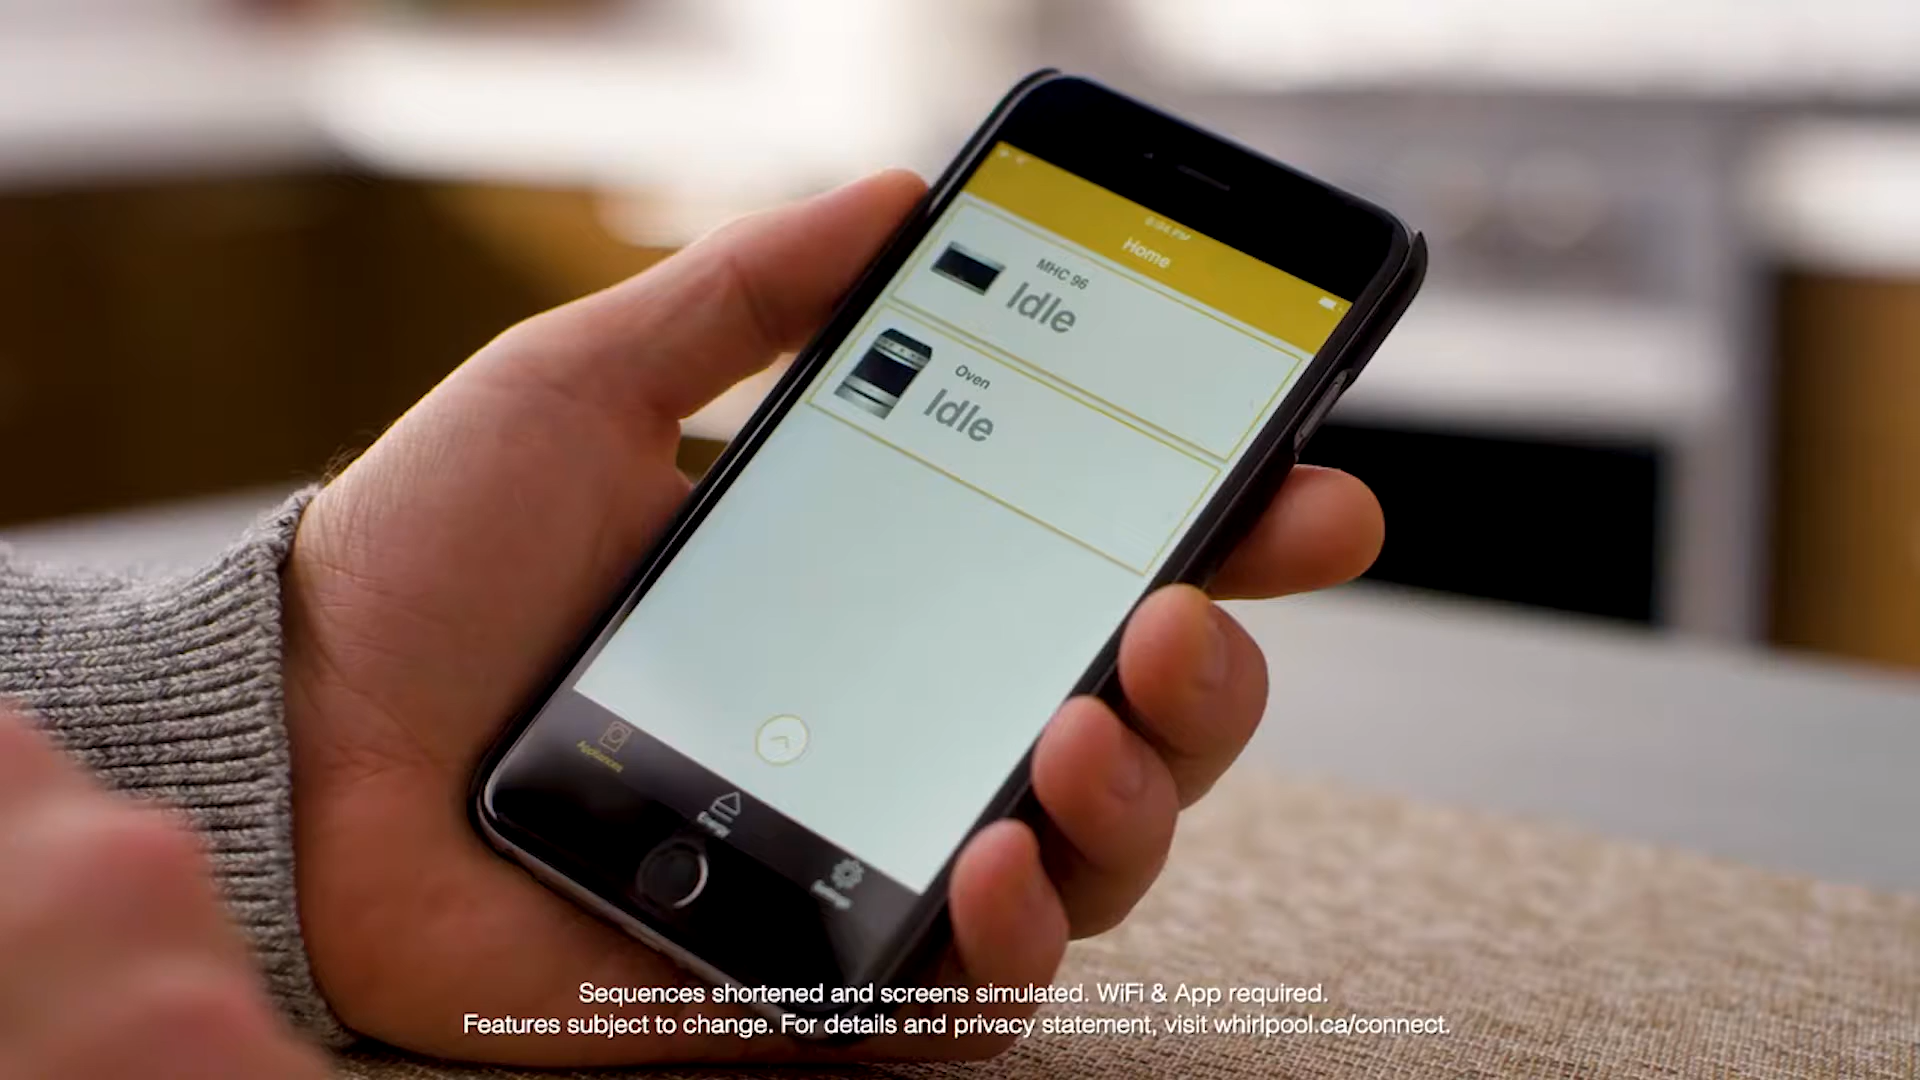 Home
MHC 96
Idle
Oven
Idle
Appliances
Sequences shortened and screens simulated. WiFi & App required.
Features subject to change. For details and privacy statement, visit whirlpool.ca/connect.